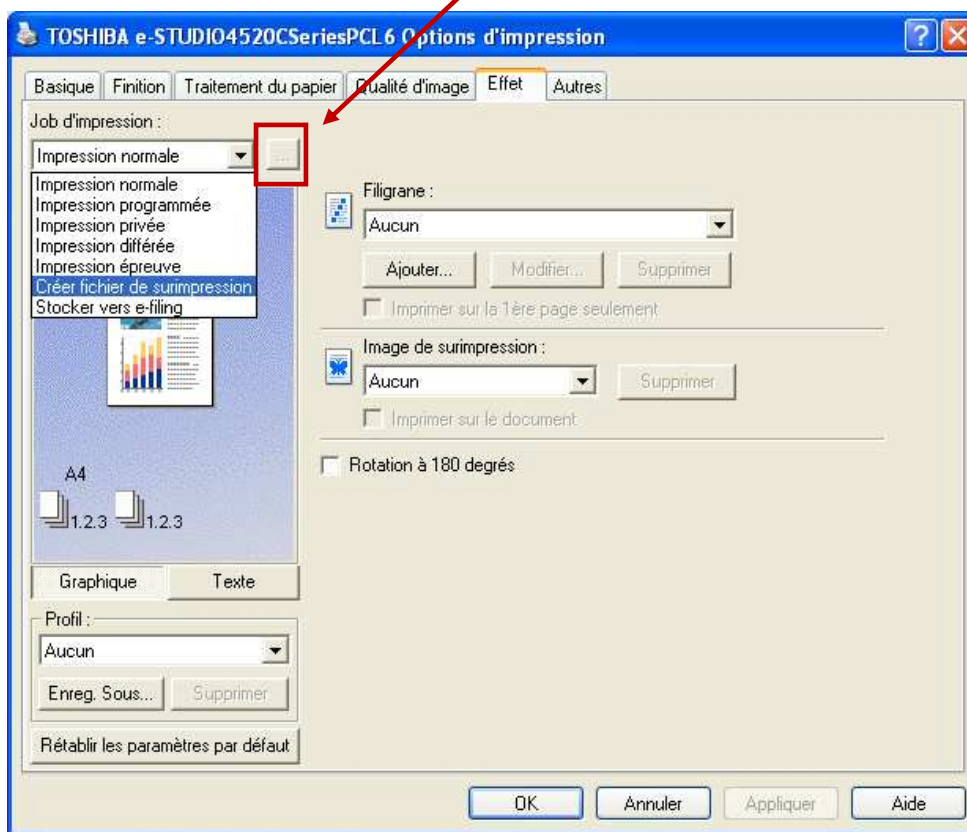 TOSHIBA e-STUDIO4520CSeriesPCL6 Options d'impression
Basique Finition Traitement du papier Qualité d'image Effet Autres
Job d'impression :
Impression normale ...
Impression normale
Impression programmée
Impression privée
Impression différée
Impression épreuve
Créer fichier de surimpression
Stocker vers e-filing
A4
1.2.3 1.2.3
Graphique Texte
Profil :
Aucun
Enreg. Sous... Supprimer
Rétablir les paramètres par défaut
Filigrane :
Aucun
Ajouter... Modifier... Supprimer
Imprimer sur la 1ère page seulement
Image de surimpression :
Aucun Supprimer
Imprimer sur le document
Rotation à 180 degrés
OK Annuler Appliquer Aide